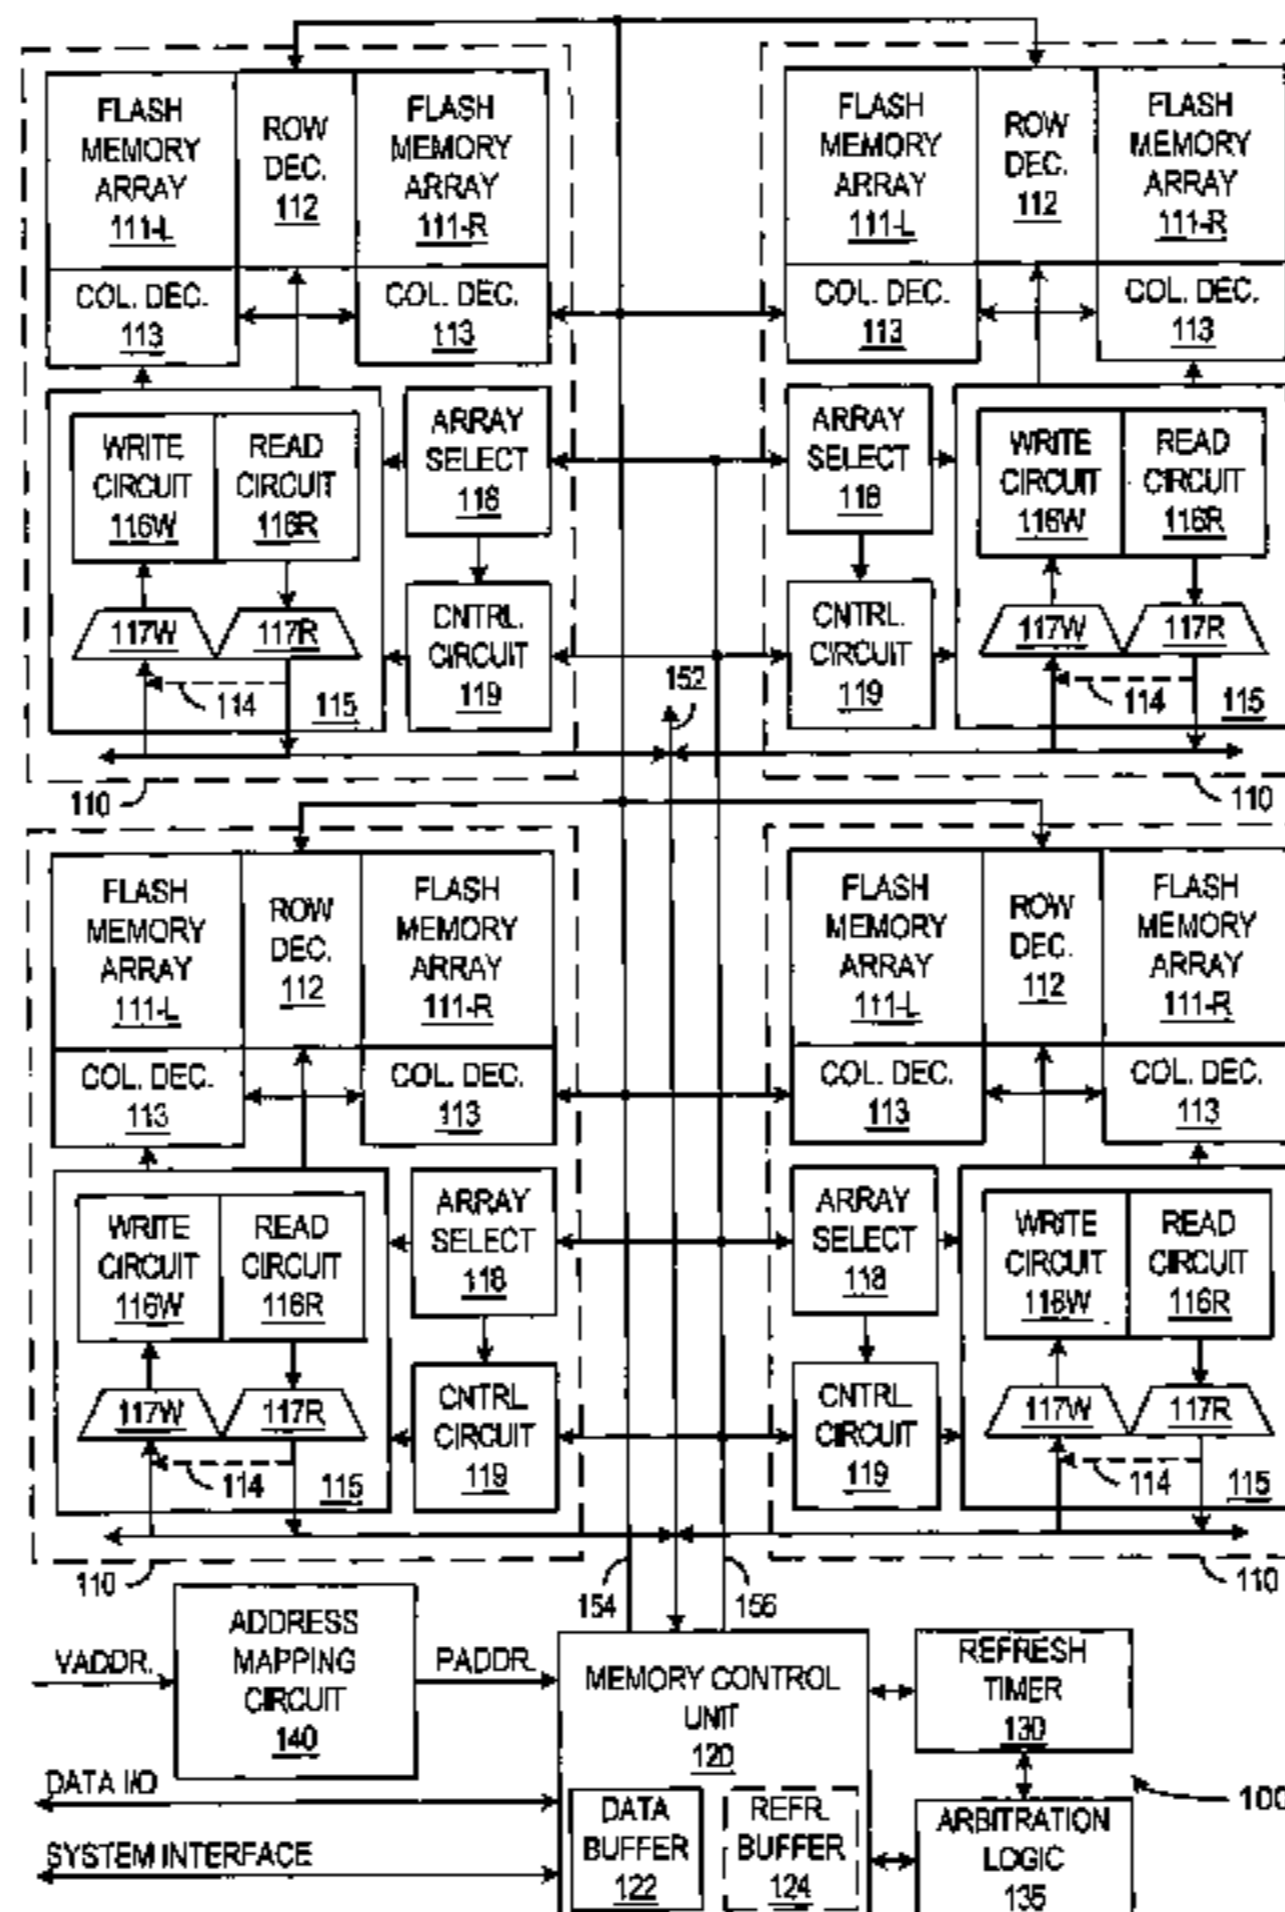 FLASH
MEMORY
ARRAY
111-L
ROW
DEC.
112
FLASH
MEMORY
ARRAY
111-R
COL. DEC.
113
COL. DEC.
113
WRITE
CIRCUIT
116W
READ
CIRCUIT
116R
ARRAY
SELECT
118
117W
117R
CNTRL.
CIRCUIT
119
114
115
110
FLASH
MEMORY
ARRAY
111-L
ROW
DEC.
112
FLASH
MEMORY
ARRAY
111-R
COL. DEC.
113
COL. DEC.
113
ARRAY
SELECT
118
WRITE
CIRCUIT
116W
READ
CIRCUIT
116R
CNTRL.
CIRCUIT
119
117W
117R
114
115
110
152
FLASH
MEMORY
ARRAY
111-L
ROW
DEC.
112
FLASH
MEMORY
ARRAY
111-R
COL. DEC.
113
COL. DEC.
113
WRITE
CIRCUIT
116W
READ
CIRCUIT
116R
ARRAY
SELECT
118
117W
117R
CNTRL.
CIRCUIT
119
114
115
110
FLASH
MEMORY
ARRAY
111-L
ROW
DEC.
112
FLASH
MEMORY
ARRAY
111-R
COL. DEC.
113
COL. DEC.
113
ARRAY
SELECT
118
WRITE
CIRCUIT
116W
READ
CIRCUIT
116R
CNTRL
CIRCUIT
119
117W
117R
114
115
110
154
156
VADDR.
ADDRESS
MAPPING
CIRCUIT
140
PADDR.
MEMORY CONTROL
UNIT
120
REFRESH
TIMER
130
DATA I/O
SYSTEM INTERFACE
DATA
BUFFER
122
REFR.
BUFFER
124
ARBITRATION
LOGIC
135
100